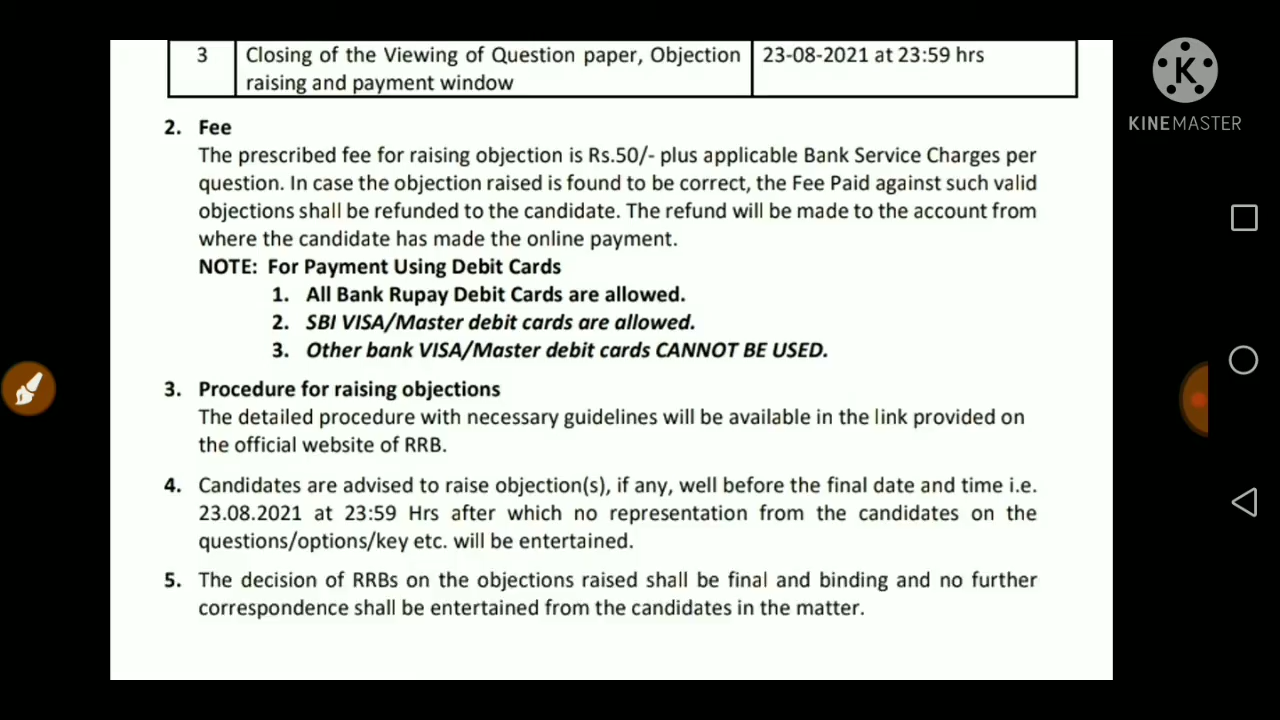 3 Closing of the Viewing of Question paper, Objection 23-08-2021 at 23:59 hrs
raising and payment window
2. Fee
The prescribed fee for raising objection is Rs.50/- plus applicable Bank Service Charges per
question. In case the objection raised is found to be correct, the Fee Paid against such valid
objections shall be refunded to the candidate. The refund will be made to the account from
where the candidate has made the online payment.
NOTE: For Payment Using Debit Cards
1. All Bank Rupay Debit Cards are allowed.
2. SBI VISA/Master debit cards are allowed.
3. Other bank VISA/Master debit cards CANNOT BE USED.
3. Procedure for raising objections
The detailed procedure with necessary guidelines will be available in the link provided on
the official website of RRB.
4. Candidates are advised to raise objection(s), if any, well before the final date and time i.e.
23.08.2021 at 23:59 Hrs after which no representation from the candidates on the
questions/options/key etc. will be entertained.
5. The decision of RRBs on the objections raised shall be final and binding and no further
correspondence shall be entertained from the candidates in the matter.
K
KINEMASTER